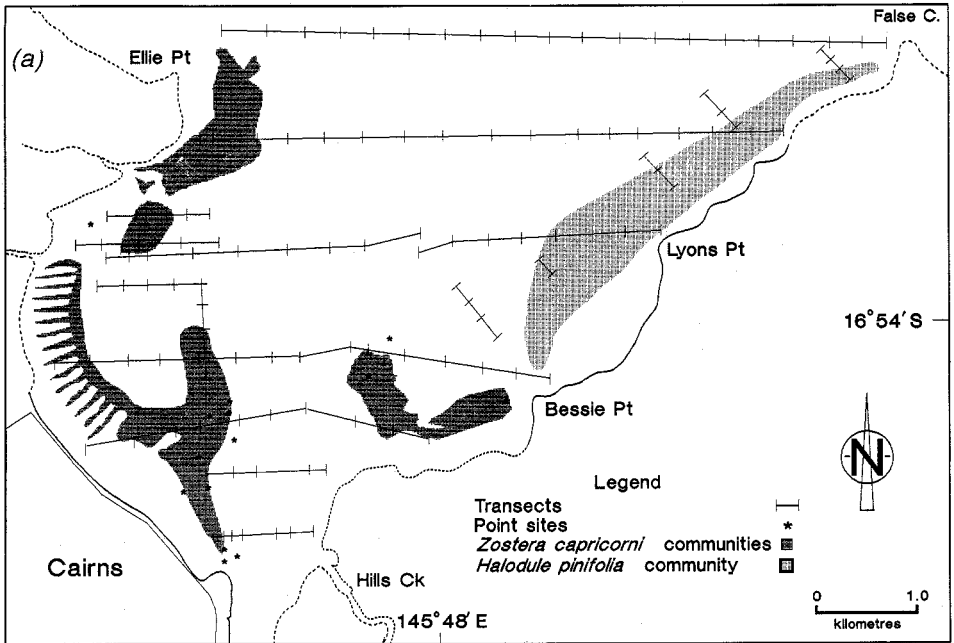 False C.
(a)
Ellie Pt
Lyons Pt
16°54'S
Bessie Pt
N
Legend
Transects
Point sites *
Zostera capricorni communities
Halodule pinifolia community
Cairns
Hills Ck
145°48'E
0 1.0
kilometres